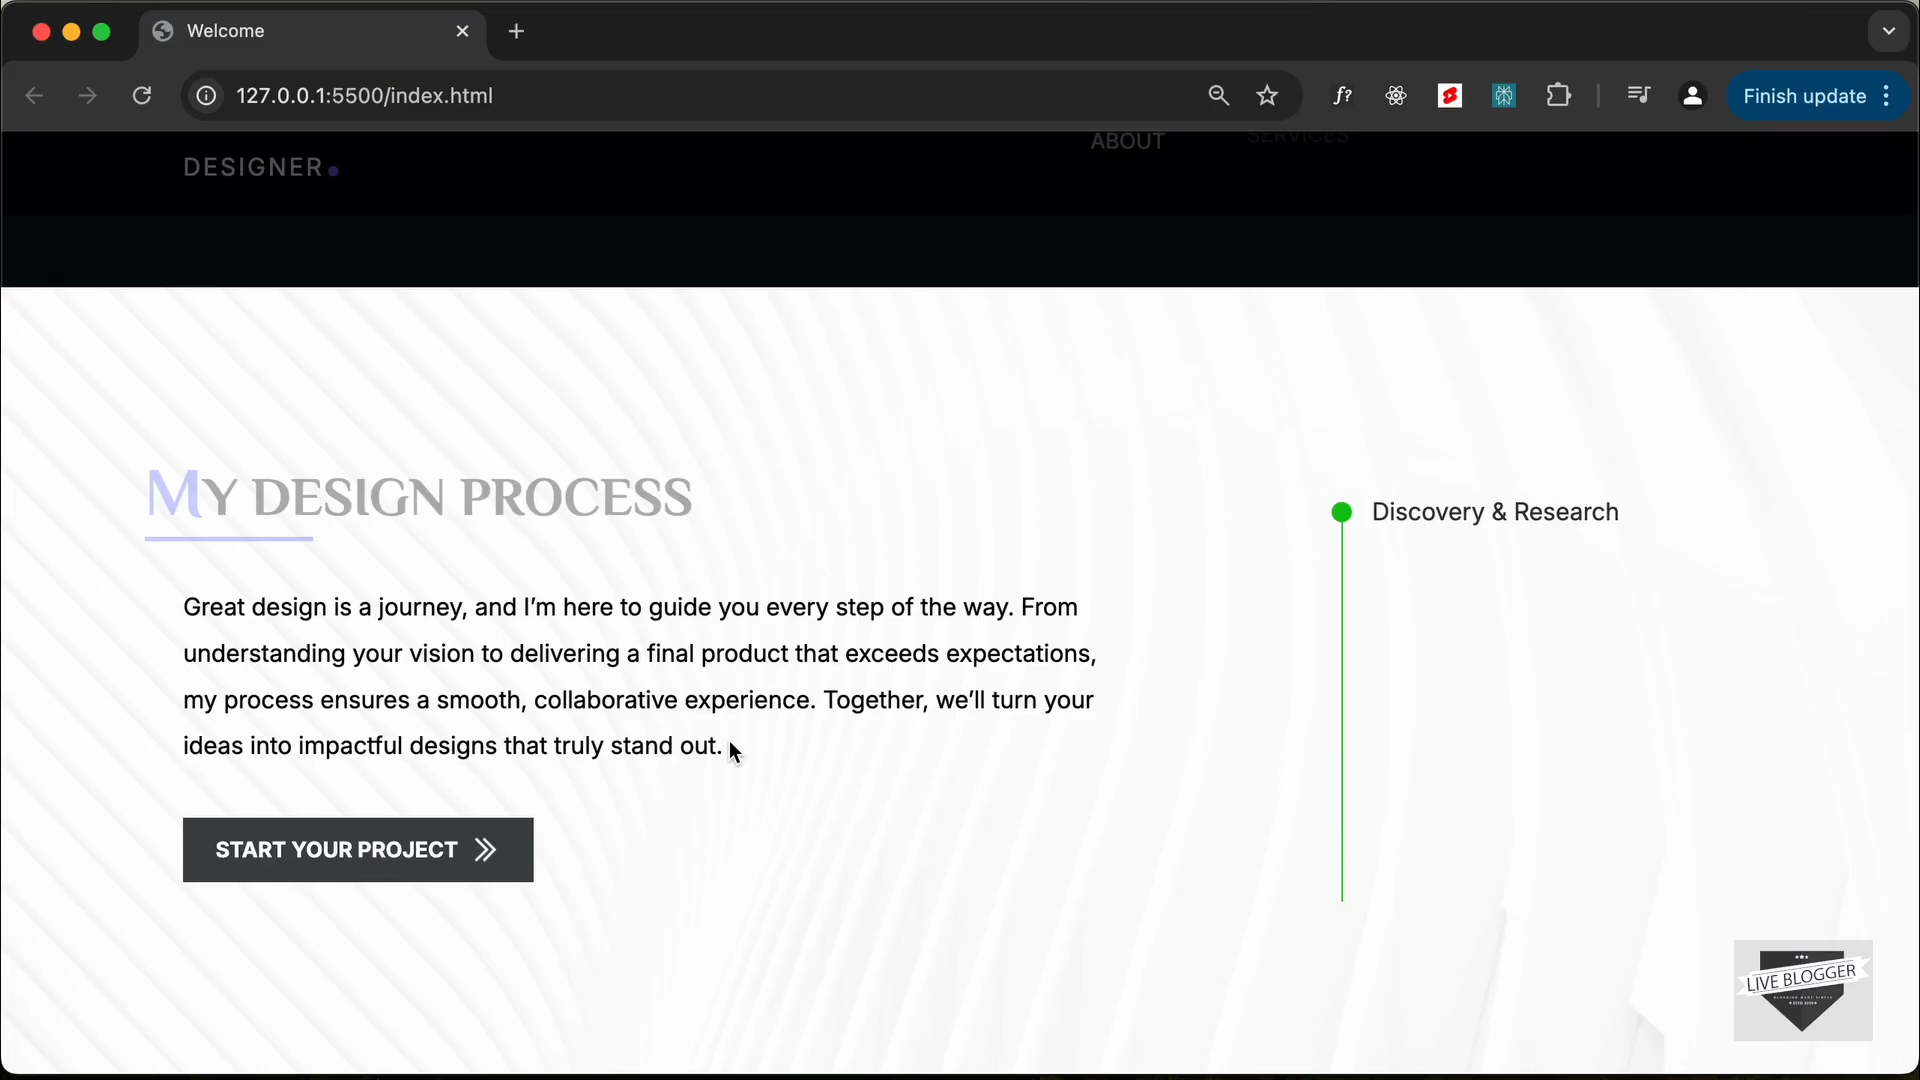 Welcome
127.0.0.1:5500/index.html
f?
Finish update
ABOUT
SERVICES
DESIGNER
MY DESIGN PROCESS
Discovery & Research
Great design is a journey, and I’m here to guide you every step of the way. From
understanding your vision to delivering a final product that exceeds expectations,
my process ensures a smooth, collaborative experience. Together, we’ll turn your
ideas into impactful designs that truly stand out.
START YOUR PROJECT
LIVE BLOGGER